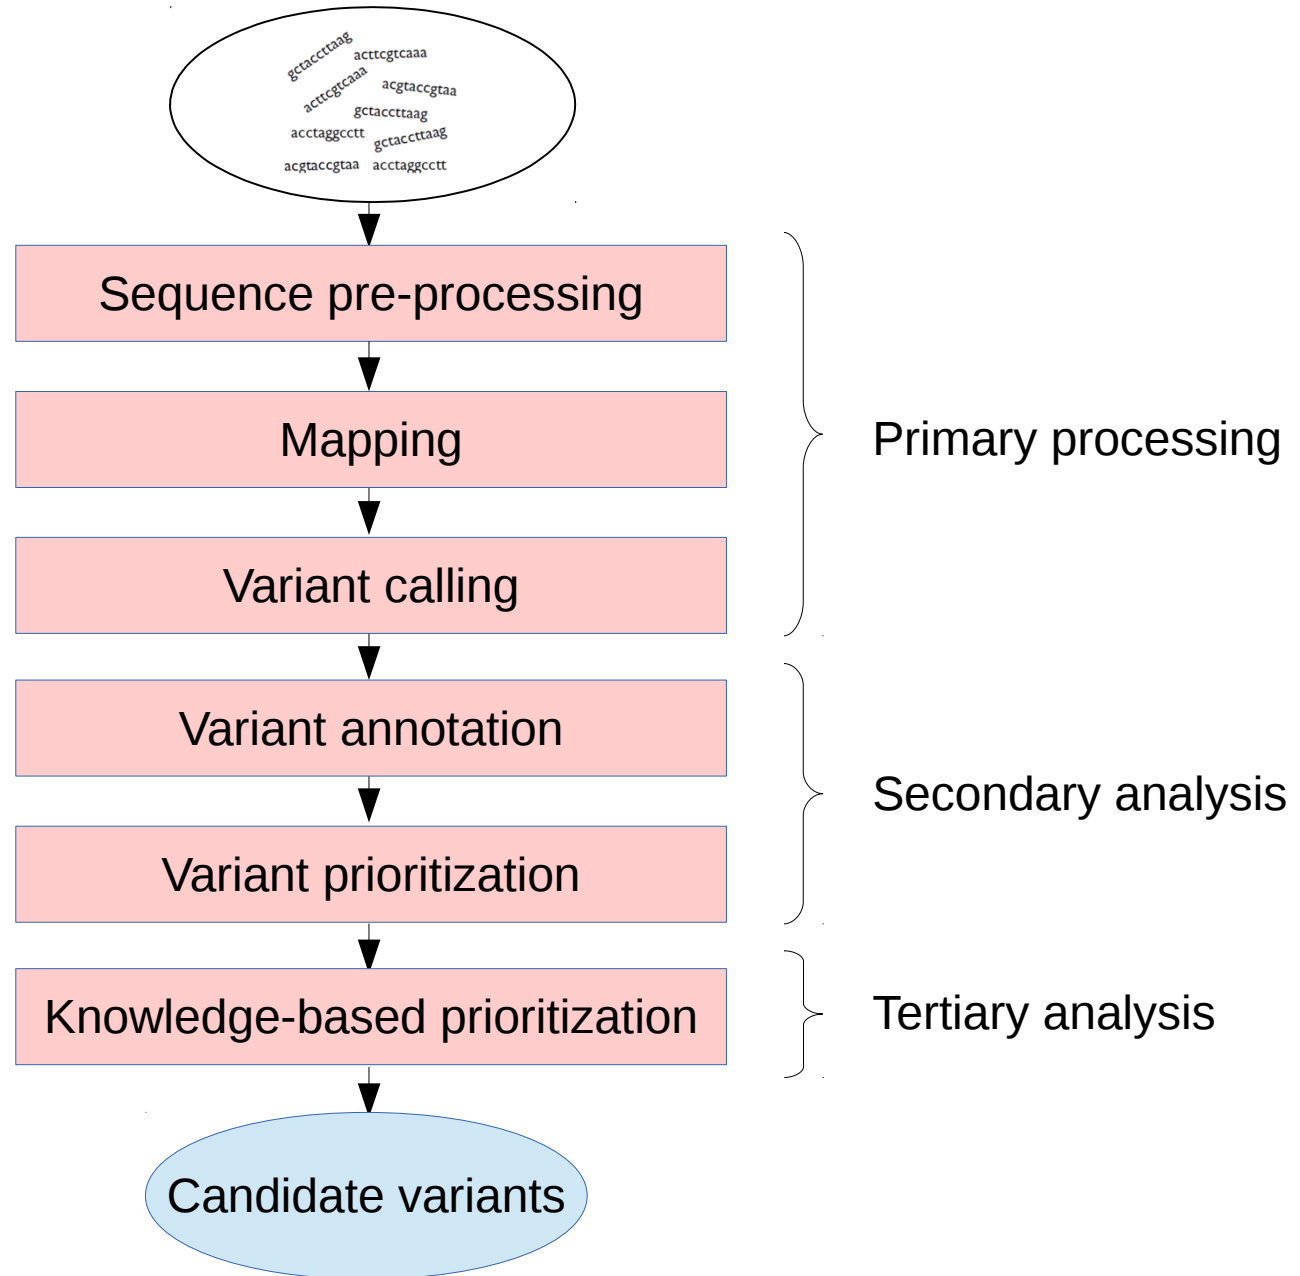 gctaccttaag
acttcgtcaaa
acttcgtcaaa
acgtaccgtaa
gctaccttaag
acctaggcctt
gctaccttaag
acgtaccgtaa
acctaggcctt
Sequence pre-processing
Mapping
Primary processing
Variant calling
Variant annotation
Secondary analysis
Variant prioritization
Knowledge-based prioritization
Tertiary analysis
Candidate variants